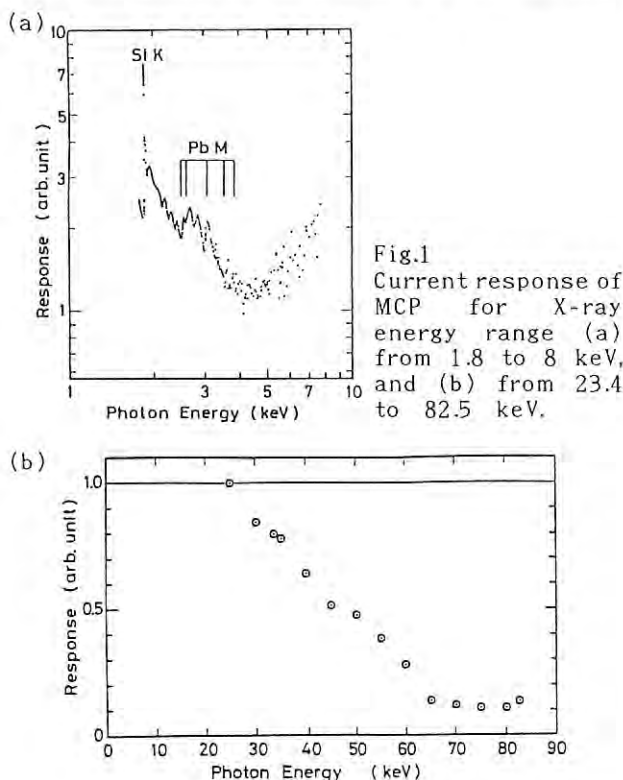 (a)
10
7
5
3
1
Response (arb.unit)
SI K
Pb M
1
2
3
5
7
10
Photon Energy (keV)
Fig.1
Current response of
MCP for X-ray
energy range (a)
from 1.8 to 8 keV,
and (b) from 23.4
to 82.5 keV.
(b)
1.0
0.5
0
Response (arb.unit)
0
10
20
30
40
50
60
70
80
90
Photon Energy (keV)